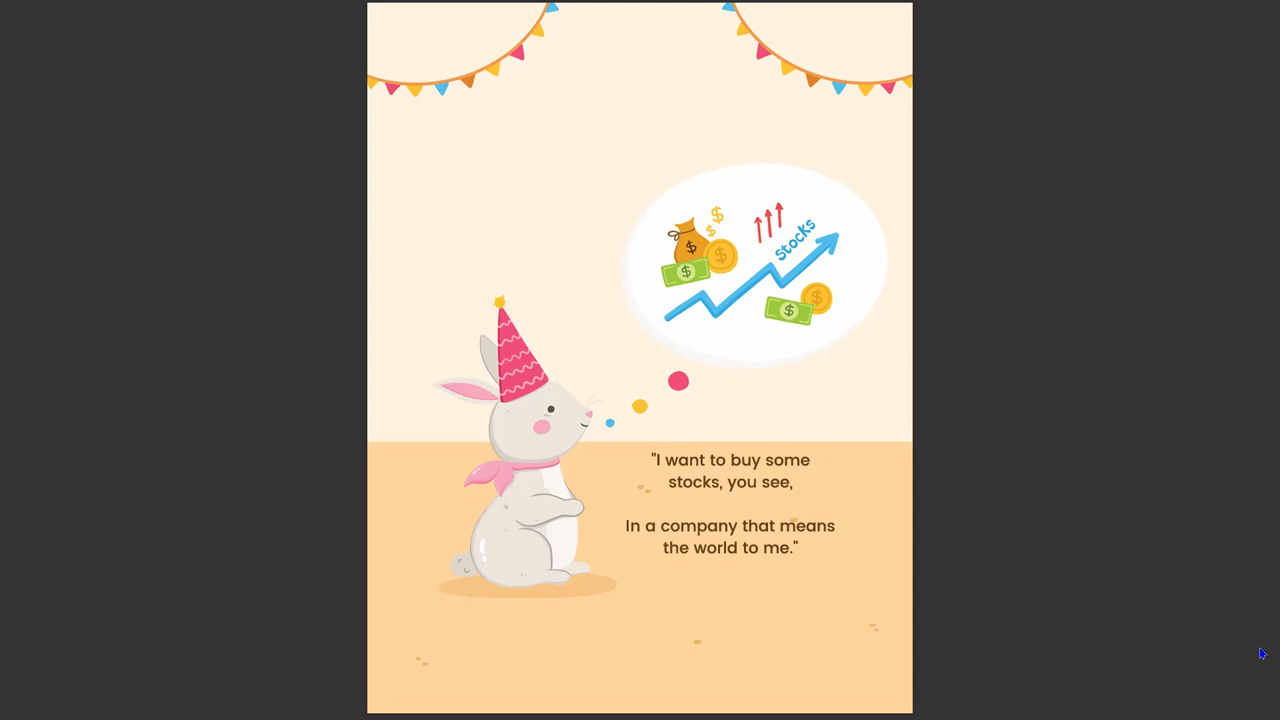 $
$
$
$
$
stocks
$
$
"I want to buy some
stocks, you see,
In a company that means
the world to me."